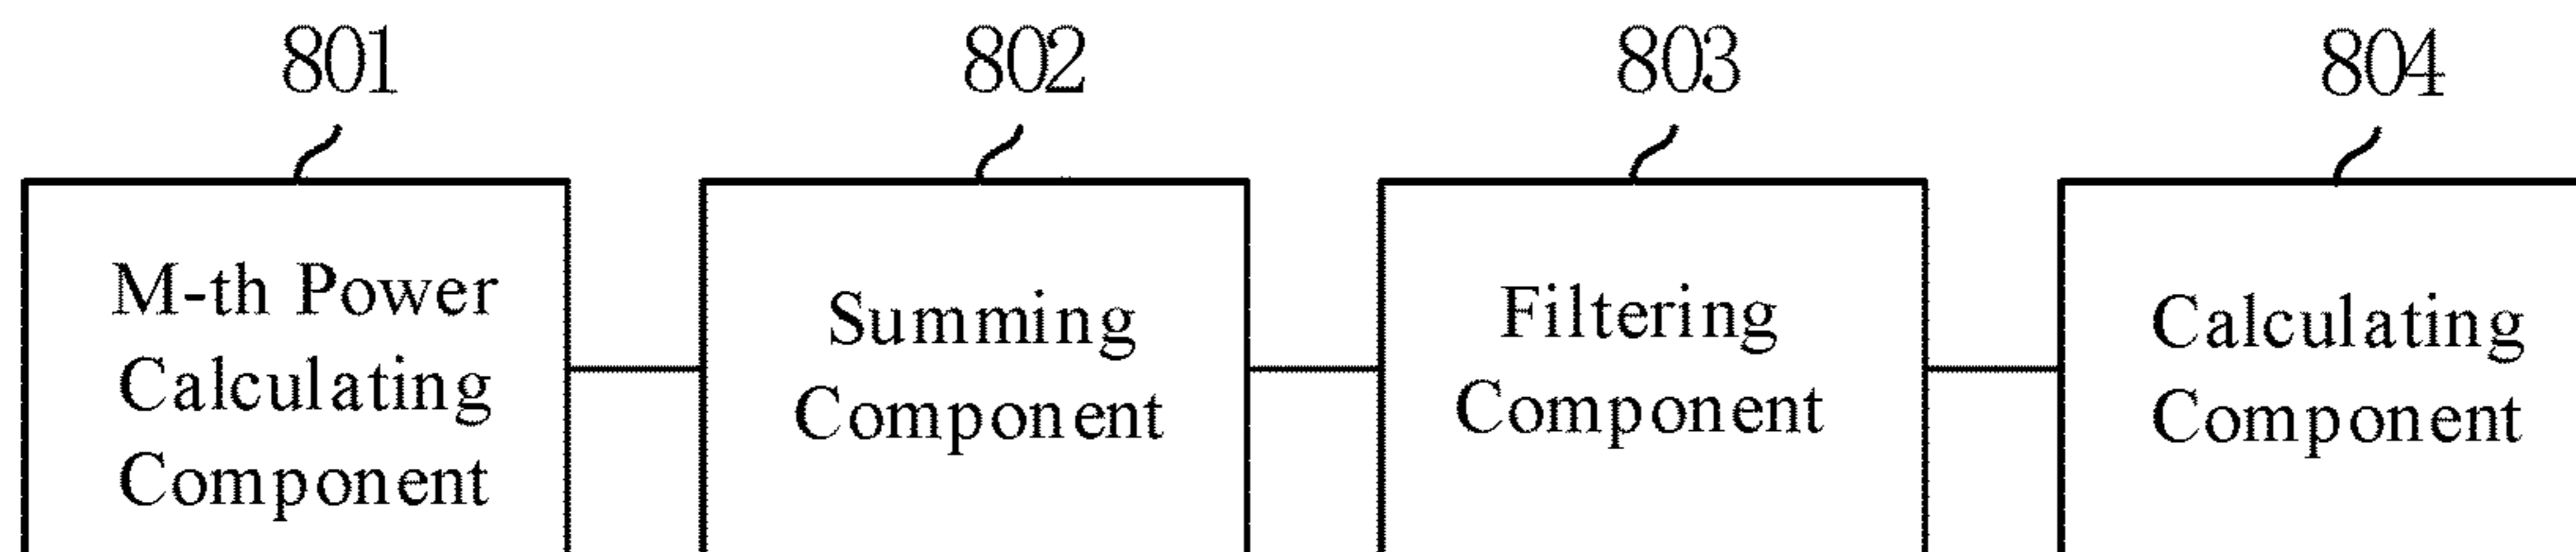 801
802
803
804
M-th Power
Calculating
Component
Summing
Component
Filtering
Component
Calculating
Component